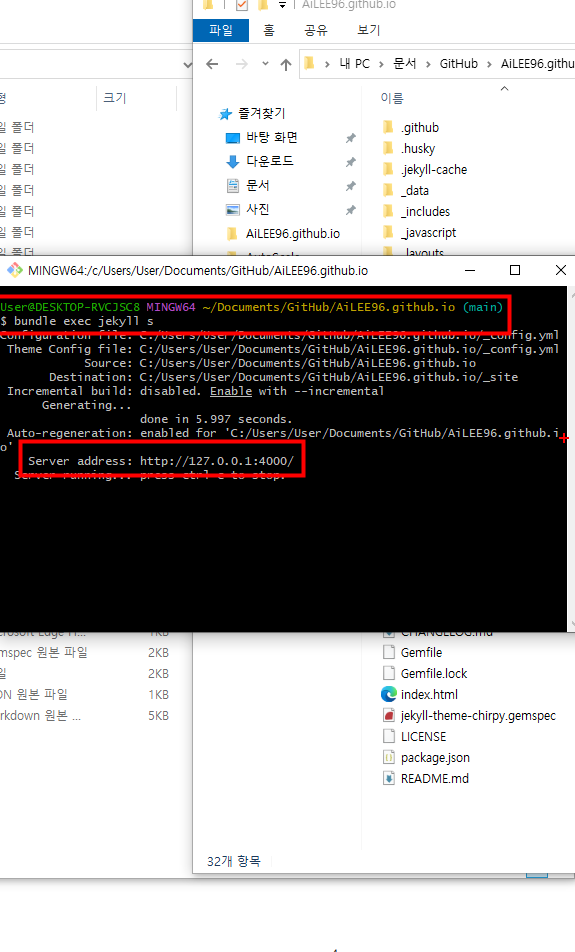 AiLEE96.github.io
파일 홈 공유 보기
내 PC > 문서 > GitHub > AiLEE96.githu
크기
이름
일 폴더
일 폴더
일 폴더
일 폴더
일 폴더
일 폴더
즐겨찾기
바탕 화면
다운로드
문서
사진
AiLEE96.github.io
.github
.husky
.jekyll-cache
_data
_includes
_javascript
_layouts
MINGW64:/c/Users/User/Documents/GitHub/AiLEE96.github.io
User@DESKTOP-RVCJSC8 MINGW64 ~/Documents/GitHub/AiLEE96.github.io (main)
$ bundle exec jekyll s
Configuration file: C:/Users/User/Documents/GitHub/AiLEE96.github.io/_config.yml
Theme Config file: C:/Users/User/Documents/GitHub/AiLEE96.github.io/_config.yml
Source: C:/Users/User/Documents/GitHub/AiLEE96.github.io
Destination: C:/Users/User/Documents/GitHub/AiLEE96.github.io/_site
Incremental build: disabled. Enable with --incremental
Generating...
done in 5.997 seconds.
Auto-regeneration: enabled for 'C:/Users/User/Documents/GitHub/AiLEE96.github.i
o'
Server address: http://127.0.0.1:4000/
Server running... press ctrl-c to stop.
crosoft Edge H... 1KB
mspec 원본 파일 2KB
일 2KB
ON 원본 파일 1KB
rkdown 원본 ... 5KB
CHANGELOG.md
Gemfile
Gemfile.lock
index.html
jekyll-theme-chirpy.gemspec
LICENSE
package.json
README.md
32개 항목